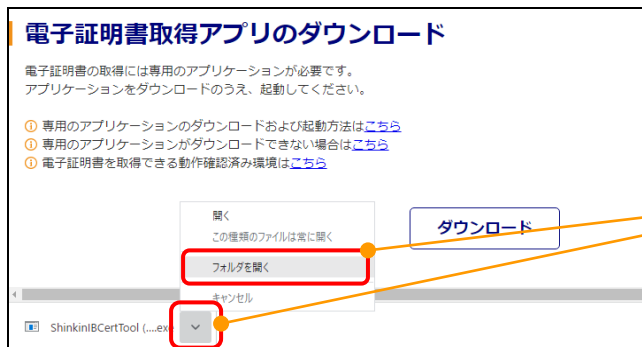 電子証明書取得アプリのダウンロード
電子証明書の取得には専用のアプリケーションが必要です。
アプリケーションをダウンロードのうえ、起動してください。
専用のアプリケーションのダウンロードおよび起動方法はこちら
専用のアプリケーションがダウンロードできない場合はこちら
電子証明書を取得できる動作確認済み環境はこちら
開く
この種類のファイルは常に開く
フォルダを開く
キャンセル
ダウンロード
ShinkinIBCertTool (....exe